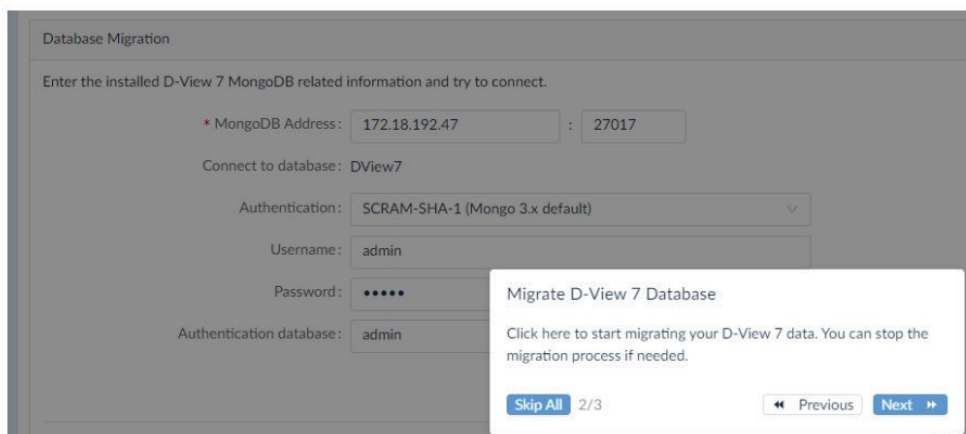 Database Migration
Enter the installed D-View 7 MongoDB related information and try to connect.
* MongoDB Address: 172.18.192.47 : 27017
Connect to database: DView7
Authentication: SCRAM-SHA-1 (Mongo 3.x default)
Username: admin
Password: •••••
Authentication database: admin
Migrate D-View 7 Database
Click here to start migrating your D-View 7 data. You can stop the
migration process if needed.
Skip All 2/3 Previous Next